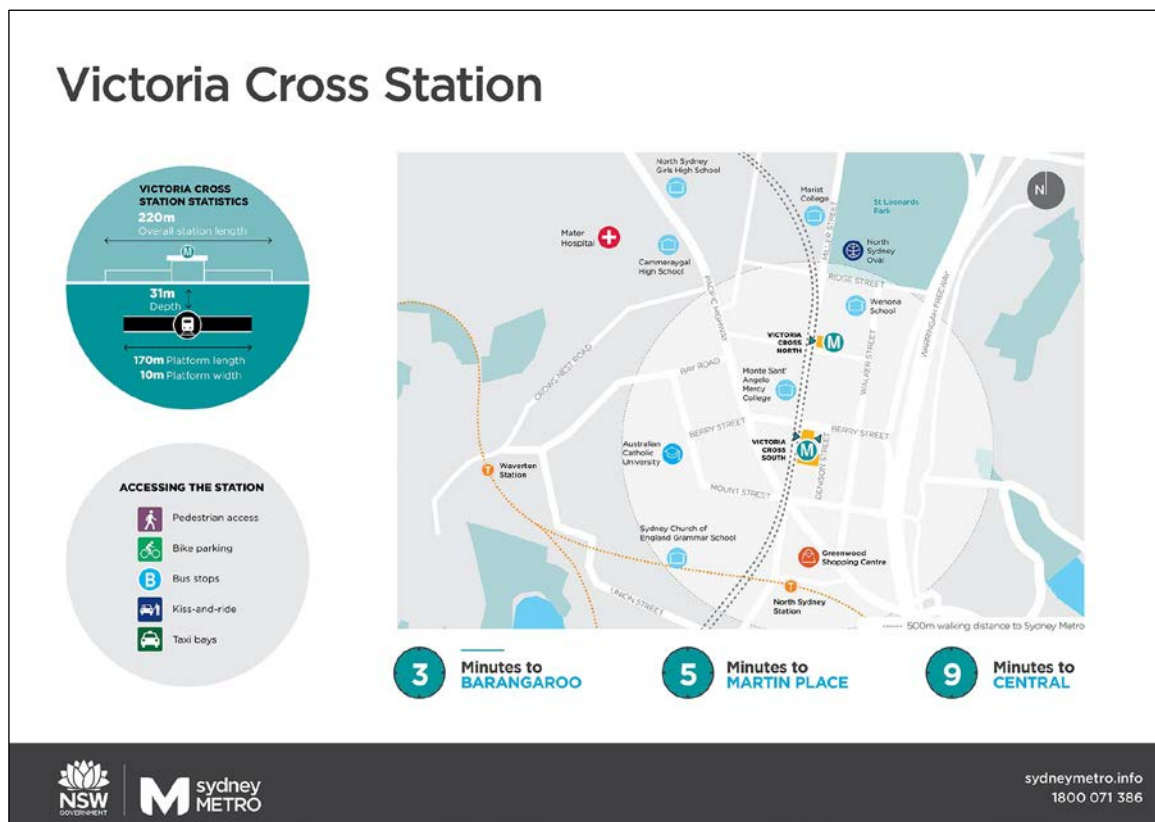 Victoria Cross Station
VICTORIA CROSS
STATION STATISTICS
220m
Overall station length
M
31m
Depth
170m Platform length
10m Platform width
ACCESSING THE STATION
Pedestrian access
Bike parking
B
Bus stops
Kiss-and-ride
Taxi bays
North Sydney
Girls High School
Marist
College
St Leonards
Park
N
Mater
Hospital
Cammeraygal
High School
MILLER STREET
North
Sydney
Oval
RIDGE STREET
Wenona
School
PACIFIC HIGHWAY
WARRINGAH FREEWAY
VICTORIA
CROSS
NORTH
M
WALKER STREET
CROWS NEST ROAD
BAY ROAD
Monte Sant'
Angelo
Mercy
College
BERRY STREET
BERRY STREET
Australian
Catholic
University
VICTORIA
CROSS
SOUTH
M
DENISON STREET
T
Waverton
Station
MOUNT STREET
Sydney Church of
England Grammar School
Greenwood
Shopping Centre
UNION STREET
T
North Sydney
Station
500m walking distance to Sydney Metro
3
Minutes to
BARANGAROO
5
Minutes to
MARTIN PLACE
9
Minutes to
CENTRAL
NSW
GOVERNMENT
M
sydney
METRO
sydneymetro.info
1800 071 386